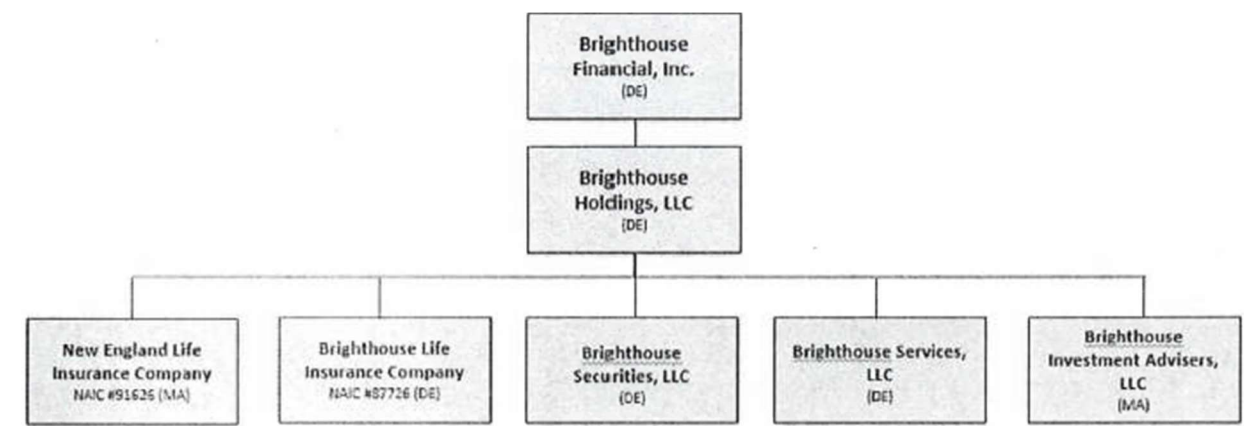 Brighthouse
Financial, Inc.
(DE)
Brighthouse
Holdings, LLC
(DE)
New England Life
Insurance Company
NAIC #91626 (MA)
Brighthouse Life
Insurance Company
NAIC #87726 (DE)
Brighthouse
Securities, LLC
(DE)
Brighthouse Services,
LLC
(DE)
Brighthouse
Investment Advisers,
LLC
(MA)